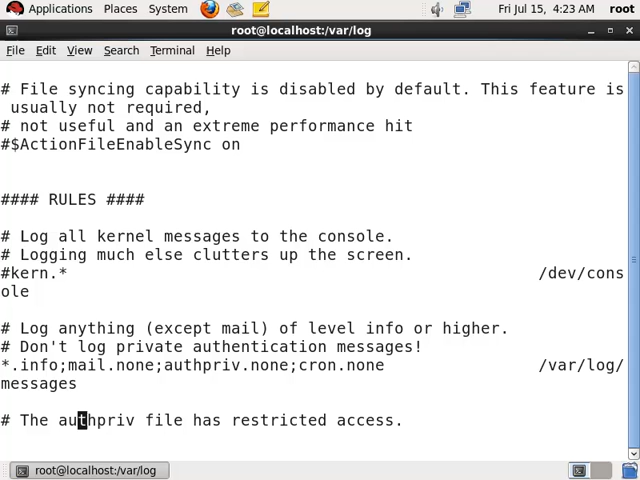 Applications Places System Fri Jul 15, 4:23 AM root
root@localhost:/var/log
File Edit View Search Terminal Help
# File syncing capability is disabled by default. This feature is
usually not required,
# not useful and an extreme performance hit
#$ActionFileEnableSync on
#### RULES ####
# Log all kernel messages to the console.
# Logging much else clutters up the screen.
#kern.* /dev/cons
ole
# Log anything (except mail) of level info or higher.
# Don't log private authentication messages!
*.info;mail.none;authpriv.none;cron.none /var/log/
messages
# The authpriv file has restricted access.
root@localhost:/var/log